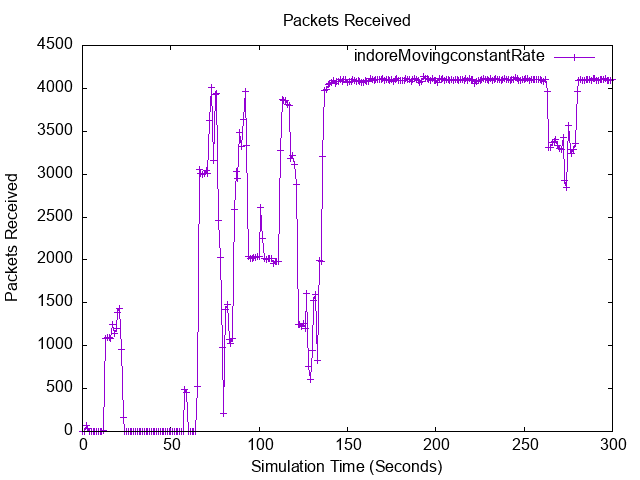 Packets Received
indoreMovingconstantRate
Packets Received
4500
4000
3500
3000
2500
2000
1500
1000
500
0
0 50 100 150 200 250 300
Simulation Time (Seconds)